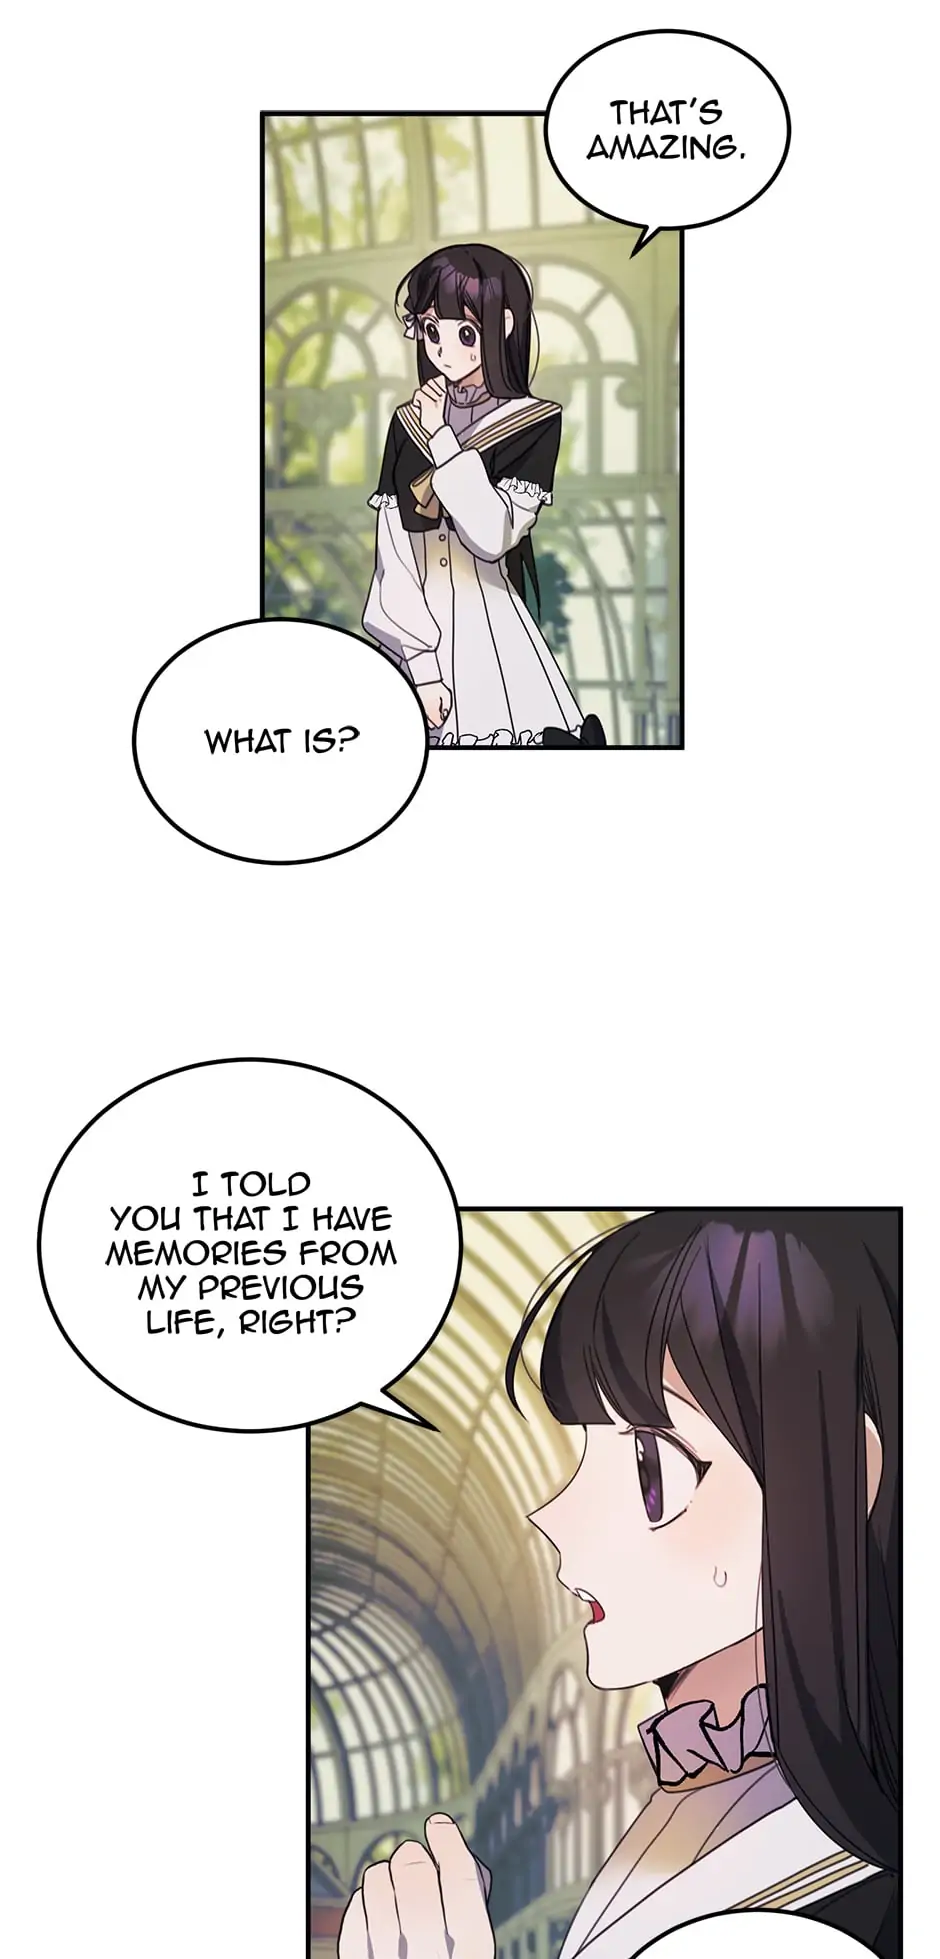 THAT'S
AMAZING.
WHAT IS?
I TOLD
YOU THAT I HAVE
MEMORIES FROM
MY PREVIOUS
LIFE, RIGHT?